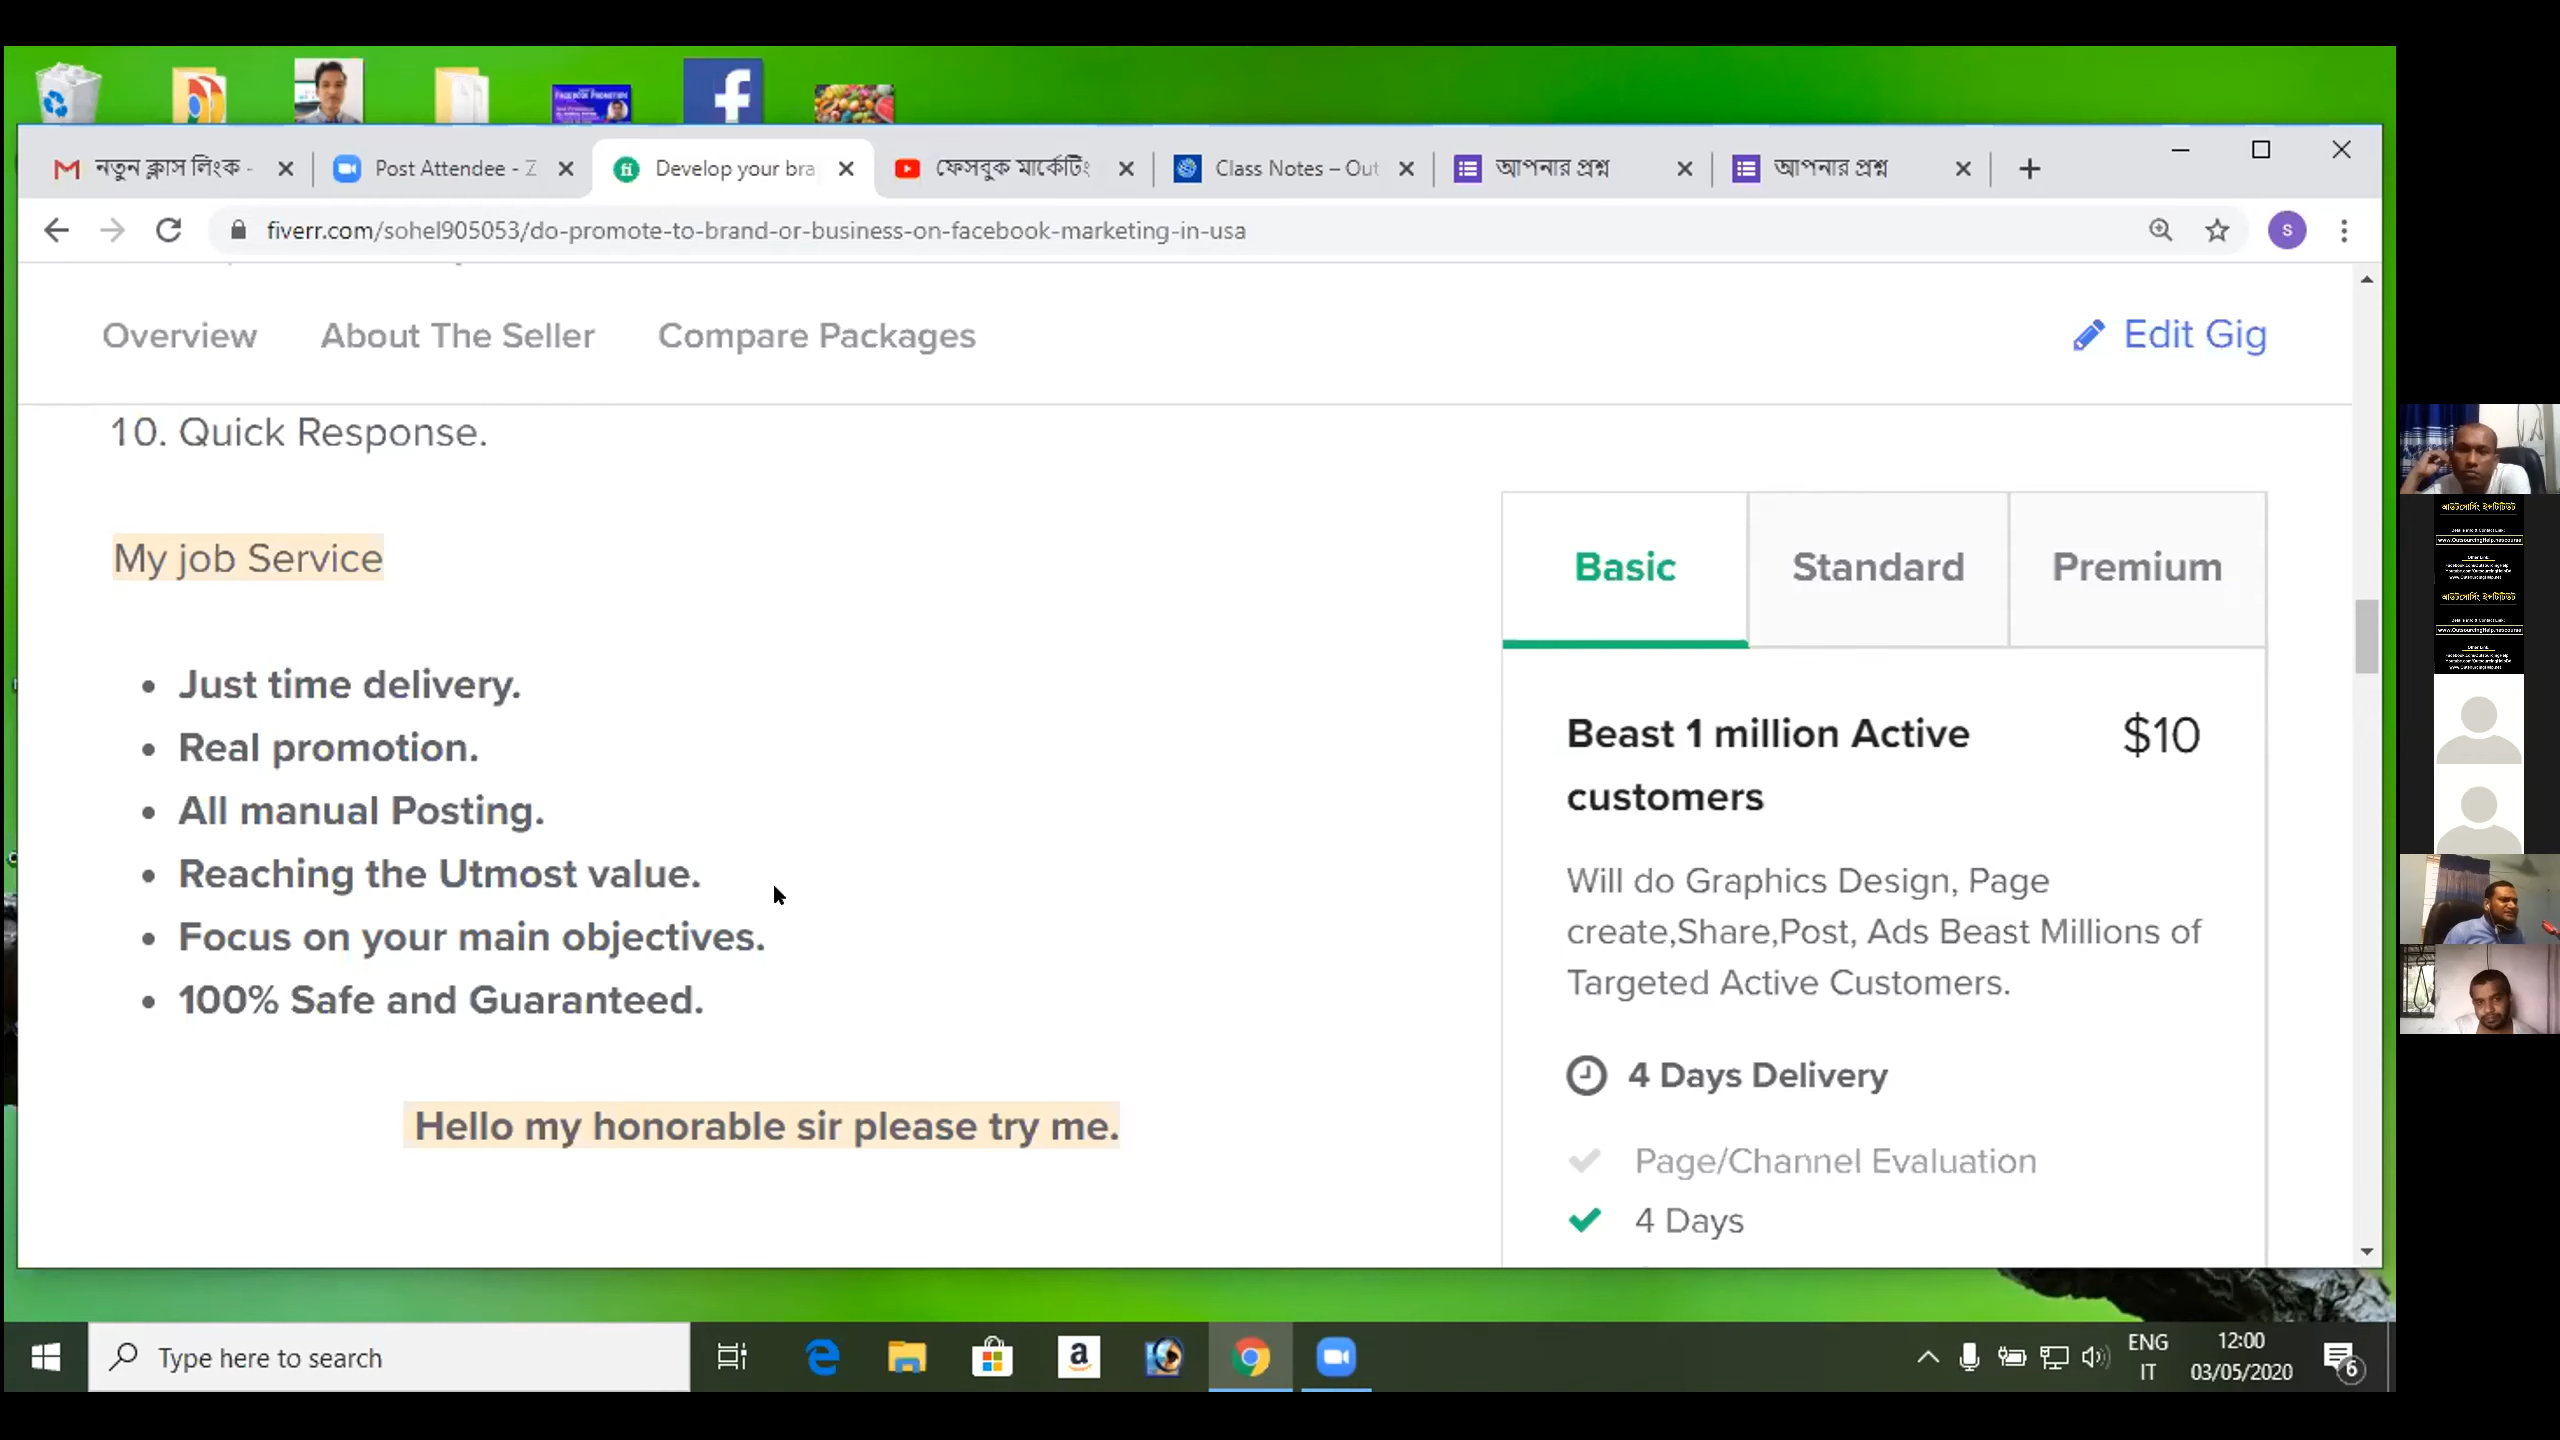 নতুন ক্লাস লিংক -
Post Attendee - Z
Develop your bra
ফেসবুক মার্কেটিং
Class Notes – Out
আপনার প্রশ্ন
আপনার প্রশ্ন
fiverr.com/sohel905053/do-promote-to-brand-or-business-on-facebook-marketing-in-usa
S
Overview
About The Seller
Compare Packages
Edit Gig
10. Quick Response.
My job Service
Just time delivery.
Real promotion.
All manual Posting.
Reaching the Utmost value.
Focus on your main objectives.
100% Safe and Guaranteed.
Hello my honorable sir please try me.
Basic
Standard
Premium
Beast 1 million Active
customers
$10
Will do Graphics Design, Page
create,Share,Post, Ads Beast Millions of
Targeted Active Customers.
4 Days Delivery
Page/Channel Evaluation
4 Days
Type here to search
ENG
IT
12:00
03/05/2020
6